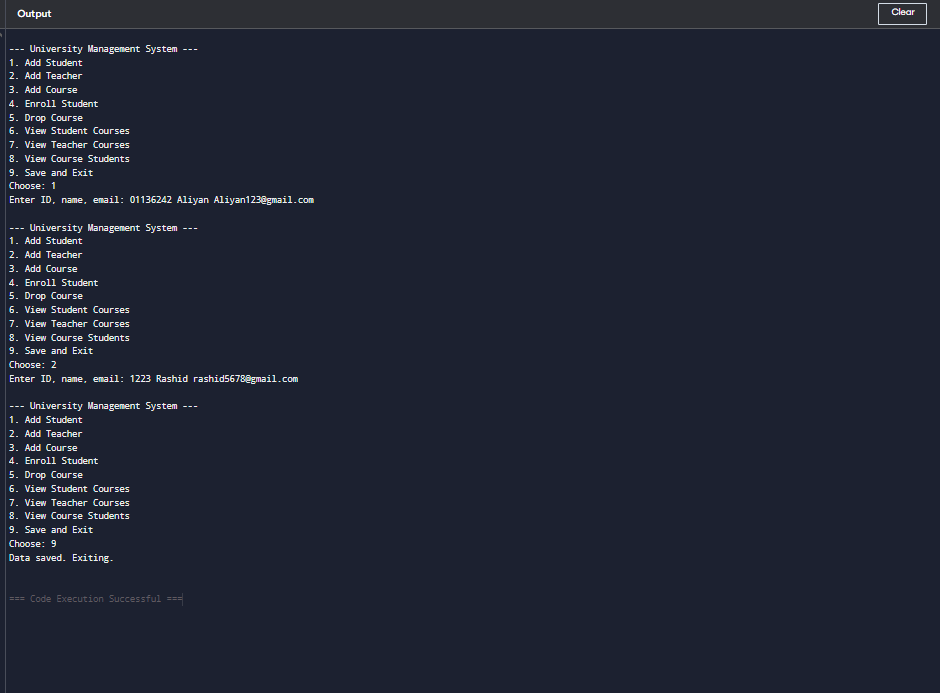 Output
Clear
--- University Management System ---
1. Add Student
2. Add Teacher
3. Add Course
4. Enroll Student
5. Drop Course
6. View Student Courses
7. View Teacher Courses
8. View Course Students
9. Save and Exit
Choose: 1
Enter ID, name, email: 01136242 Aliyan Aliyan123@gmail.com
--- University Management System ---
1. Add Student
2. Add Teacher
3. Add Course
4. Enroll Student
5. Drop Course
6. View Student Courses
7. View Teacher Courses
8. View Course Students
9. Save and Exit
Choose: 2
Enter ID, name, email: 1223 Rashid rashid5678@gmail.com
--- University Management System ---
1. Add Student
2. Add Teacher
3. Add Course
4. Enroll Student
5. Drop Course
6. View Student Courses
7. View Teacher Courses
8. View Course Students
9. Save and Exit
Choose: 9
Data saved. Exiting.
=== Code Execution Successful ===